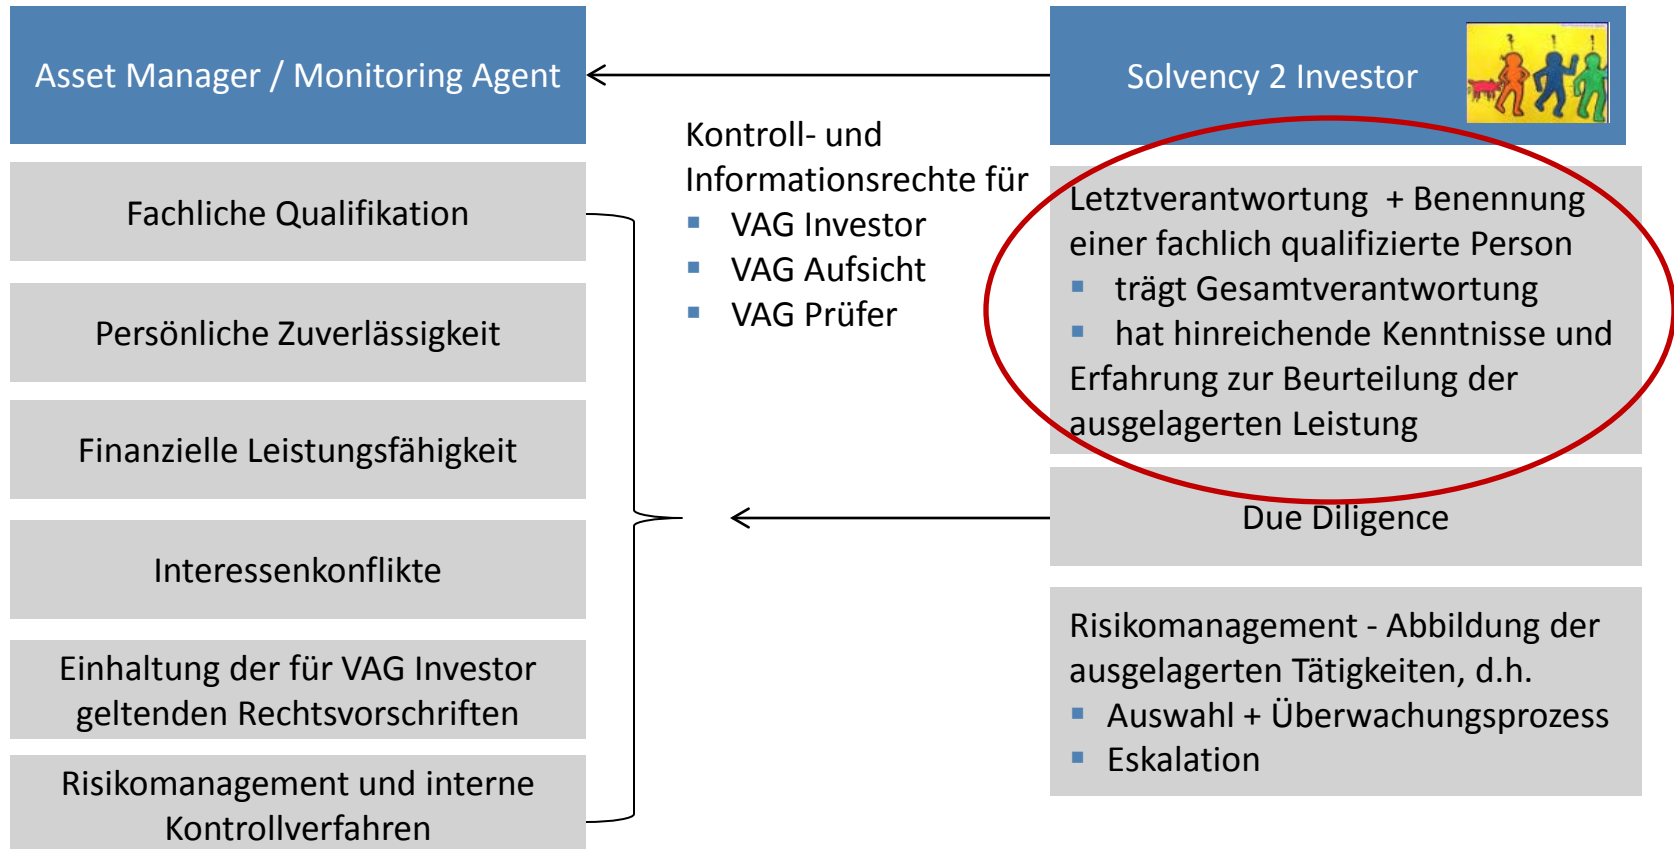 Asset Manager / Monitoring Agent
Fachliche Qualifikation
Persönliche Zuverlässigkeit
Finanzielle Leistungsfähigkeit
Interessenkonflikte
Einhaltung der für VAG Investor
geltenden Rechtsvorschriften
Risikomanagement und interne
Kontrollverfahren
Kontroll- und
Informationsrechte für
▪ VAG Investor
▪ VAG Aufsicht
▪ VAG Prüfer
Solvency 2 Investor
? ! !
Letztverantwortung + Benennung
einer fachlich qualifizierte Person
▪ trägt Gesamtverantwortung
▪ hat hinreichende Kenntnisse und
Erfahrung zur Beurteilung der
ausgelagerten Leistung
Due Diligence
Risikomanagement - Abbildung der
ausgelagerten Tätigkeiten, d.h.
▪ Auswahl + Überwachungsprozess
▪ Eskalation